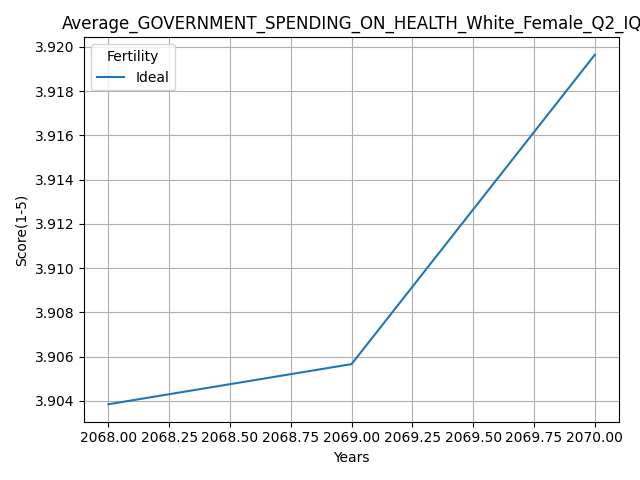 Average_GOVERNMENT_SPENDING_ON_HEALTH_White_Female_Q2_IQ
Fertility
Ideal
3.920
3.918
3.916
3.914
3.912
3.910
3.908
3.906
3.904
Score(1-5)
2068.00 2068.25 2068.50 2068.75 2069.00 2069.25 2069.50 2069.75 2070.00
Years